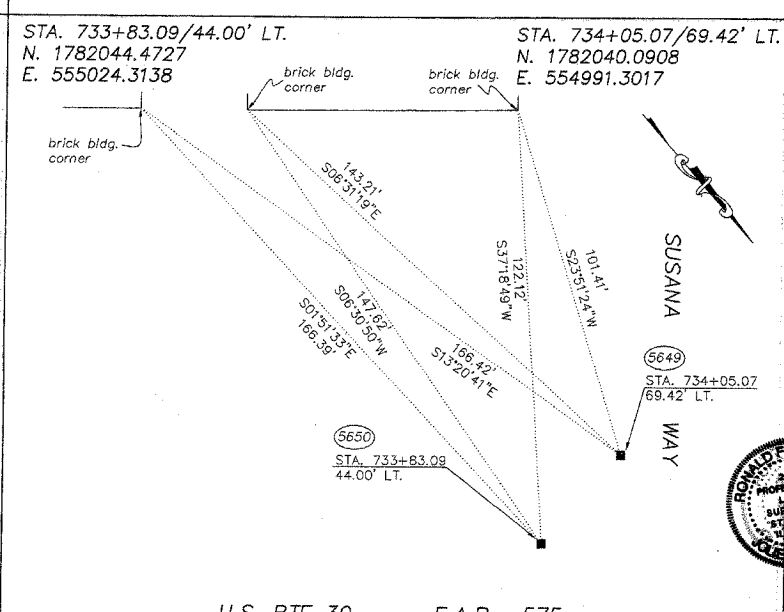 STA. 733+83.09/44.00' LT.
N. 1782044.4727
E. 555024.3138
STA. 734+05.07/69.42' LT.
N. 1782040.0908
E. 554991.3017
brick bldg.
corner
brick bldg.
corner
brick bldg.
corner
143.21'
S06°31'19"E
122.12'
S37°18'49"W
101.41'
S23°51'24"W
147.62'
S06°30'50"W
S01°51'33"E
166.39'
166.42'
S13°20'41"E
SUSANA WAY
5649
STA. 734+05.07
69.42' LT.
5650
STA. 733+83.09
44.00' LT.
RONALD
U.S. RTE. 30 F.A.P. 575